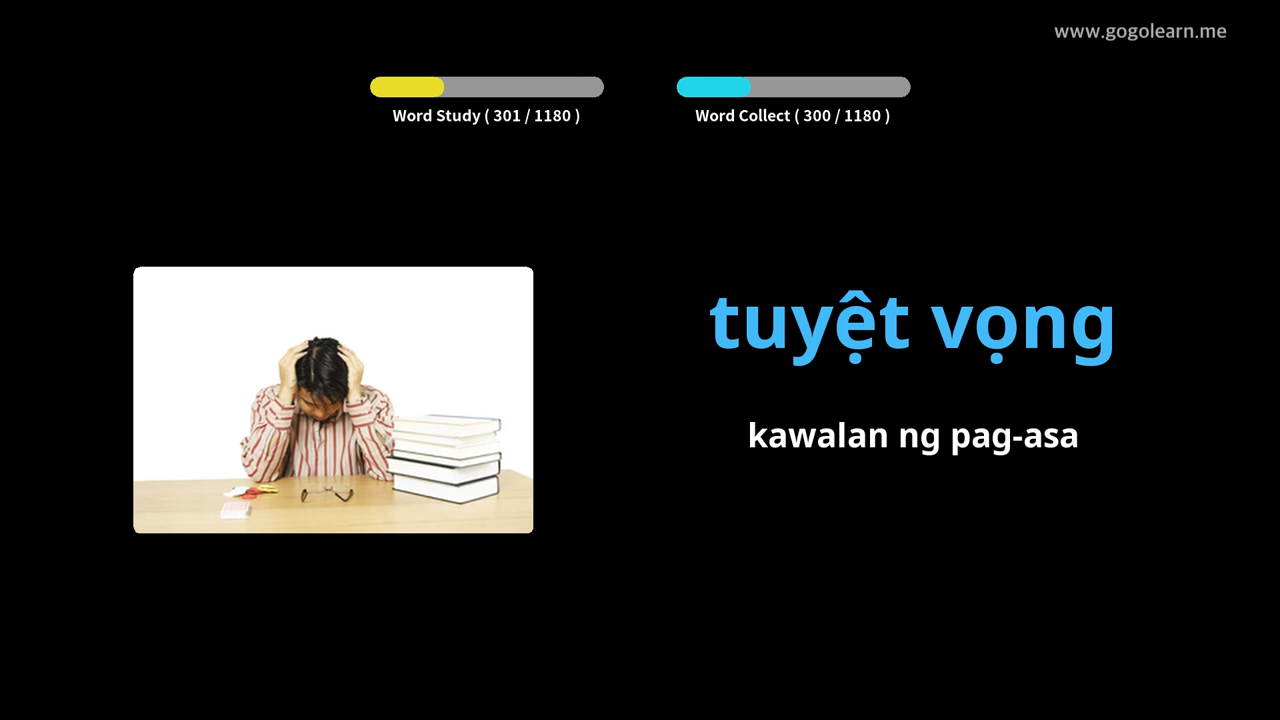 www.gogolearn.me
Word Study ( 301 / 1180 )
Word Collect ( 300 / 1180 )
tuyệt vọng
kawalan ng pag-asa